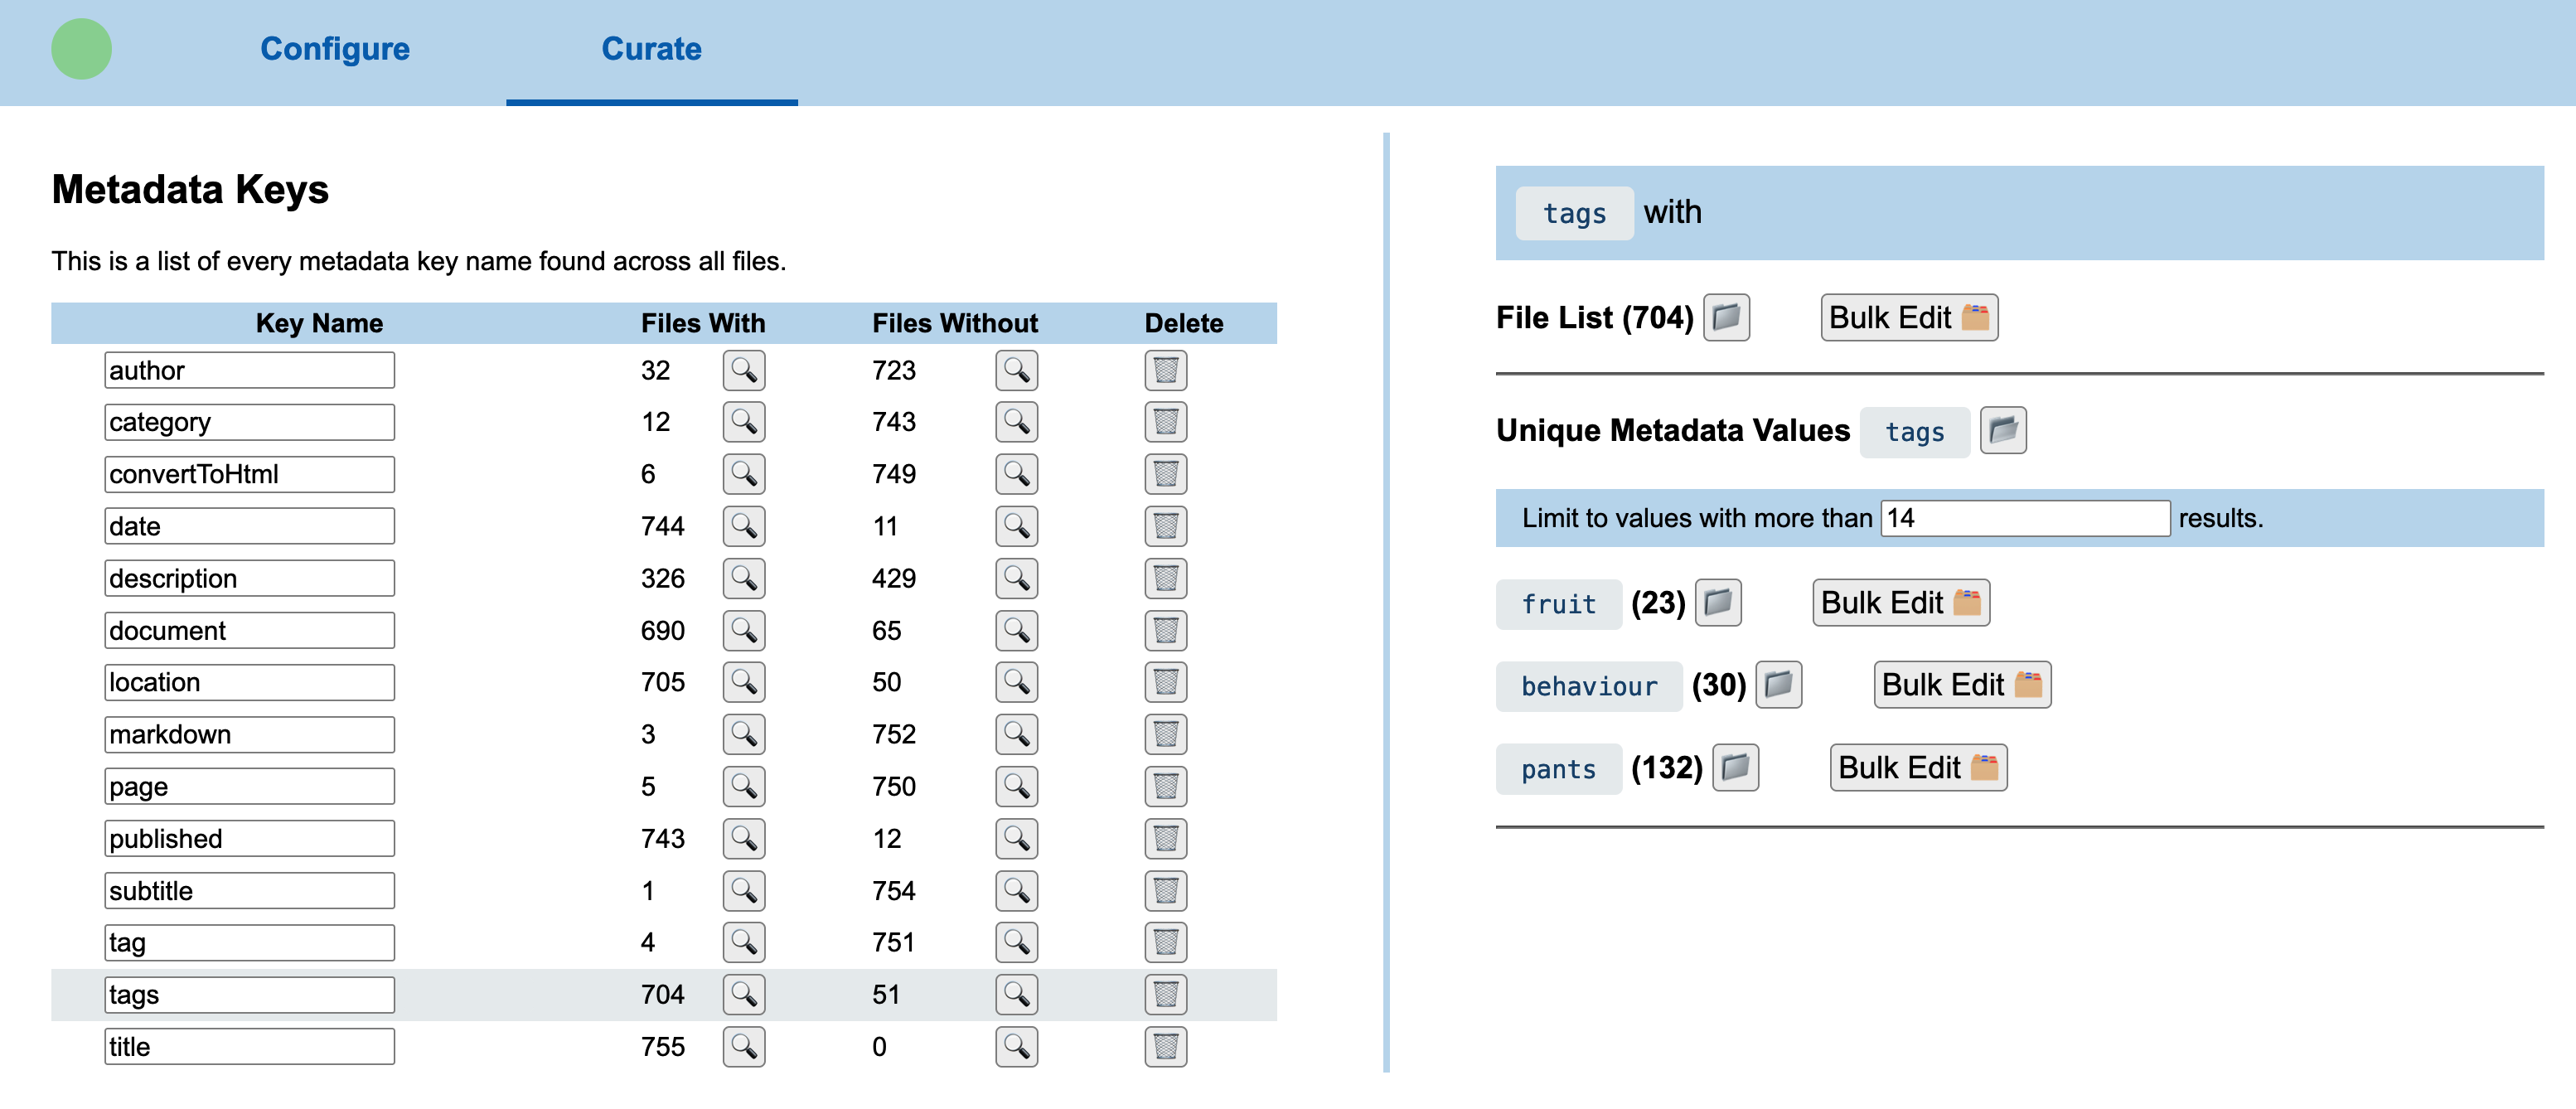 Configure Curate
Metadata Keys
This is a list of every metadata key name found across all files.
Key Name Files With Files Without Delete
author 32 723
category 12 743
convertToHtml 6 749
date 744 11
description 326 429
document 690 65
location 705 50
markdown 3 752
page 5 750
published 743 12
subtitle 1 754
tag 4 751
tags 704 51
title 755 0
tags with
File List (704) Bulk Edit
Unique Metadata Values tags
Limit to values with more than 14 results.
fruit (23) Bulk Edit
behaviour (30) Bulk Edit
pants (132) Bulk Edit